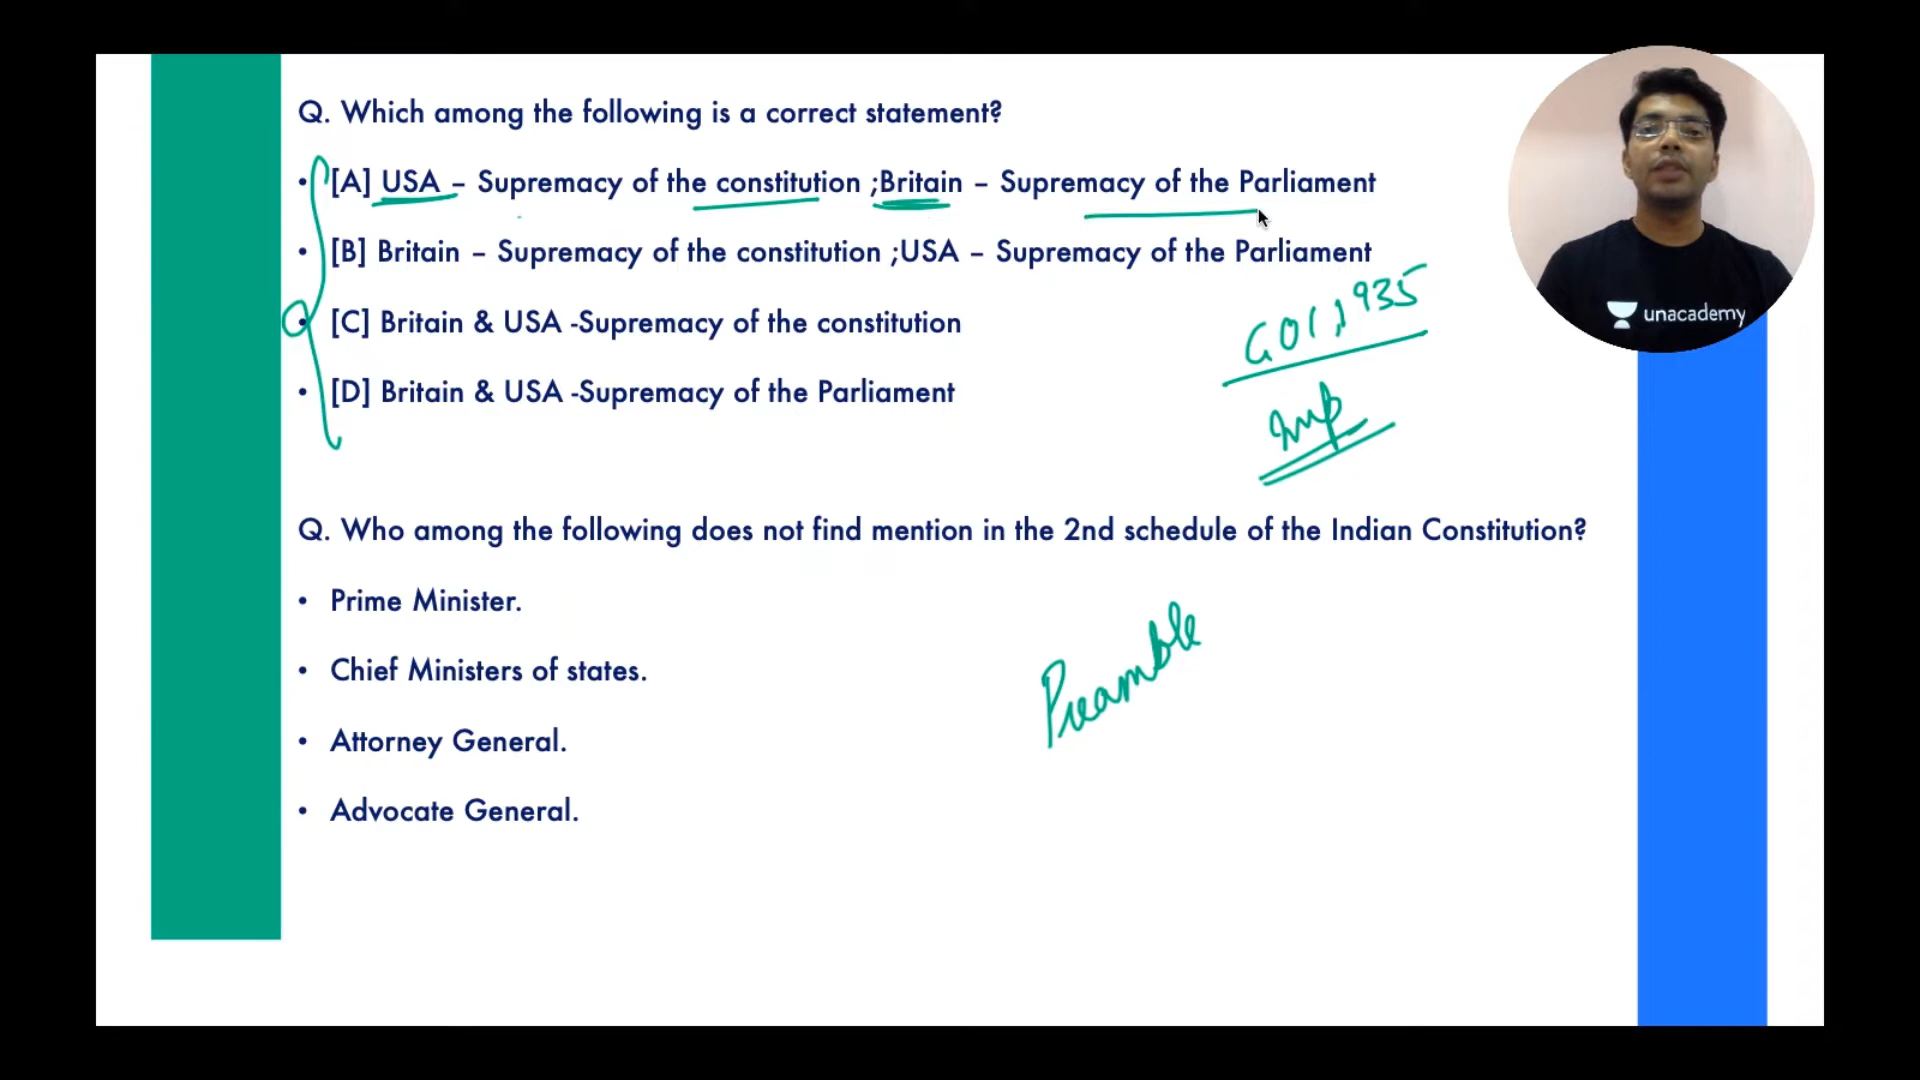 Q. Which among the following is a correct statement?
• [A] USA – Supremacy of the constitution ;Britain – Supremacy of the Parliament
• [B] Britain – Supremacy of the constitution ;USA – Supremacy of the Parliament
• [C] Britain & USA -Supremacy of the constitution
• [D] Britain & USA -Supremacy of the Parliament
GOI, 1935
Imp
unacademy
Q. Who among the following does not find mention in the 2nd schedule of the Indian Constitution?
• Prime Minister.
• Chief Ministers of states.
• Attorney General.
• Advocate General.
Preamble